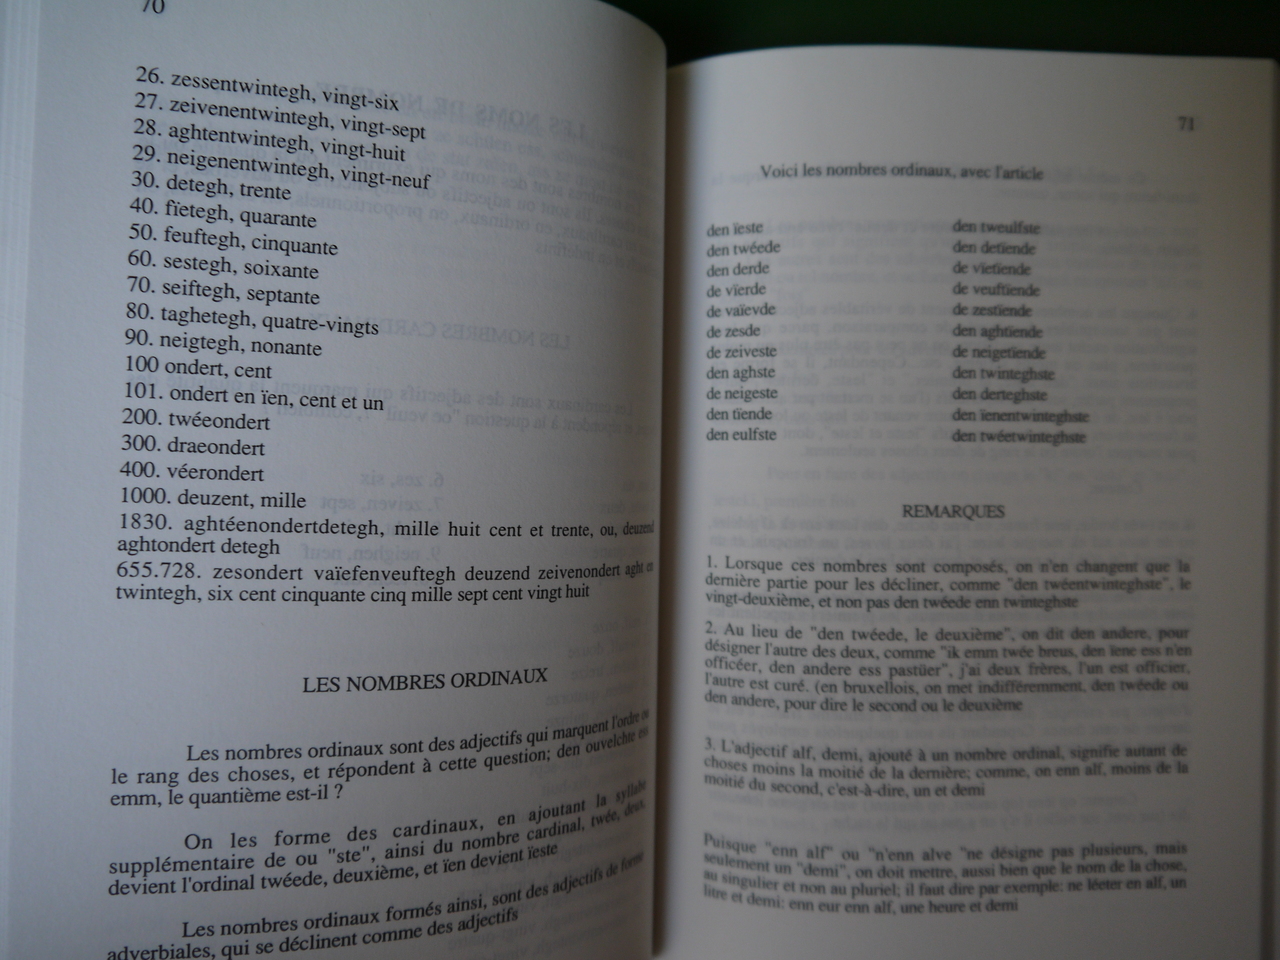 70
26. zessentwintegh, vingt-six
27. zeivenentwintegh, vingt-sept
28. aghtentwintegh, vingt-huit
29. neigenentwintegh, vingt-neuf
30. detegh, trente
40. fïetegh, quarante
50. feuftegh, cinquante
60. sestegh, soixante
70. seiftegh, septante
80. taghetegh, quatre-vingts
90. neigtegh, nonante
100 ondert, cent
101. ondert en ïen, cent et un
200. twéeondert
300. draeondert
400. véerondert
1000. deuzent, mille
1830. aghtéenondertdetegh, mille huit cent et trente, ou, deuzend
aghtondert detegh
655.728. zesondert vaïefenveuftegh deuzend zeivenondert aght en
twintegh, six cent cinquante cinq mille sept cent vingt huit
LES NOMBRES ORDINAUX
Les nombres ordinaux sont des adjectifs qui marquent l'ordre ou
le rang des choses, et répondent à cette question; den ouvelchte
emm, le quantième est-il ?
On les forme des cardinaux, en ajoutant la syllabe
supplémentaire de ou "ste", ainsi du nombre cardinal, twée, deux,
devient l'ordinal twéede, deuxième, et ïen devient ïeste
Les nombres ordinaux formés ainsi, sont des adjectifs de forme
adverbiales, qui se déclinent comme des adjectifs
71
Voici les nombres ordinaux, avec l'article
den ïeste
den twéede
den derde
de vïerde
de vaïevde
de zesde
de zeiveste
den aghste
de neigeste
den tïende
den eulfste
den tweulfste
den detïende
de vïetïende
de veuftïende
de zestïende
den aghtïende
de neigetïende
den twinteghste
den derteghste
den ïenentwinteghste
den twéetwinteghste
REMARQUES
1. Lorsque ces nombres sont composés, on n'en changent que la
dernière partie pour les décliner, comme "den twéentwinteghste", le
vingt-deuxième, et non pas den twéede enn twinteghste
2. Au lieu de "den twéede, le deuxième", on dit den andere, pour
désigner l'autre des deux, comme "ik emm twée breus, den ïene ess n'en
officéer, den andere ess pastüer", j'ai deux frères, l'un est officier,
l'autre est curé. (en bruxellois, on met indifféremment, den twéede ou
den andere, pour dire le second ou le deuxième
3. L'adjectif alf, demi, ajouté à un nombre ordinal, signifie autant de
choses moins la moitié de la dernière; comme, on enn alf, moins de la
moitié du second, c'est-à-dire, un et demi
Puisque "enn alf" ou "n'enn alve "ne désigne pas plusieurs, mais
seulement un "demi", on doit mettre, aussi bien que le nom de la chose,
au singulier et non au pluriel; il faut dire par exemple: ne léeter en alf, un
litre et demi: enn eur enn alf, une heure et demi